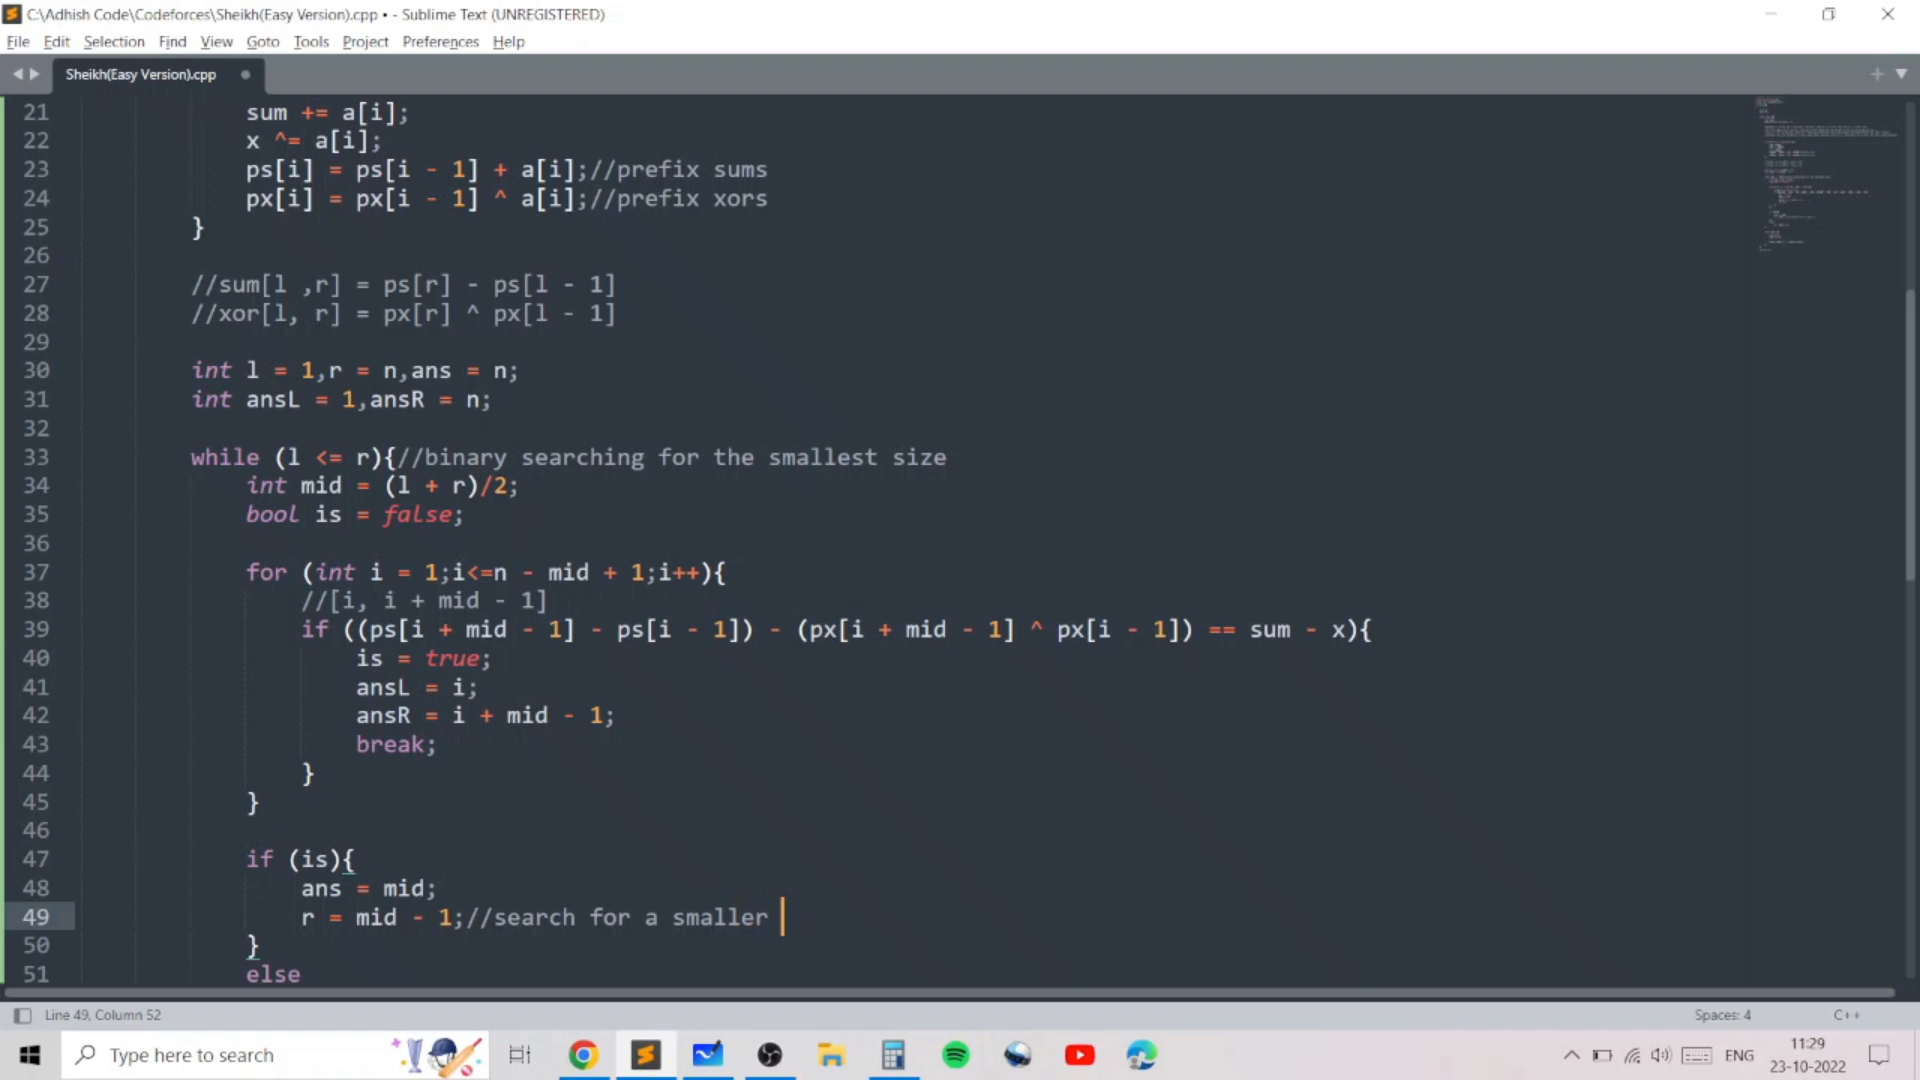 C:\Adhish Code\Codeforces\Sheikh(Easy Version).cpp • - Sublime Text (UNREGISTERED)
File Edit Selection Find View Goto Tools Project Preferences Help
Sheikh(Easy Version).cpp
21 sum += a[i];
22 x ^= a[i];
23 ps[i] = ps[i - 1] + a[i];//prefix sums
24 px[i] = px[i - 1] ^ a[i];//prefix xors
25 }
26
27 //sum[l ,r] = ps[r] - ps[l - 1]
28 //xor[l, r] = px[r] ^ px[l - 1]
29
30 int l = 1,r = n,ans = n;
31 int ansL = 1,ansR = n;
32
33 while (l <= r){//binary searching for the smallest size
34 int mid = (l + r)/2;
35 bool is = false;
36
37 for (int i = 1;i<=n - mid + 1;i++){
38 //[i, i + mid - 1]
39 if ((ps[i + mid - 1] - ps[i - 1]) - (px[i + mid - 1] ^ px[i - 1]) == sum - x){
40 is = true;
41 ansL = i;
42 ansR = i + mid - 1;
43 break;
44 }
45 }
46
47 if (is){
48 ans = mid;
49 r = mid - 1;//search for a smaller
50 }
51 else
Line 49, Column 52 Spaces: 4 C++
Type here to search ENG 11:29
23-10-2022